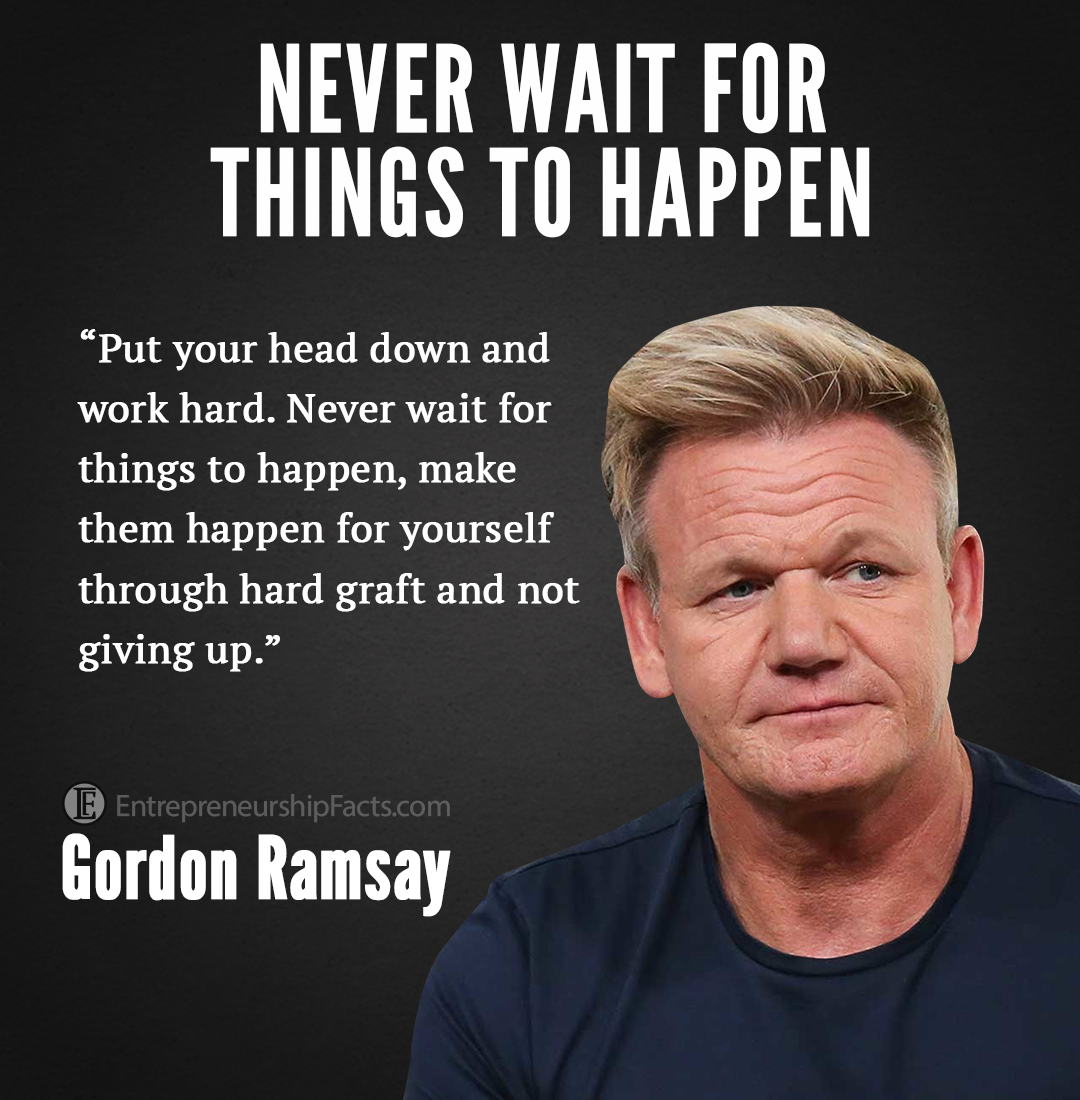 NEVER WAIT FOR
THINGS TO HAPPEN
“Put your head down and
work hard. Never wait for
things to happen, make
them happen for yourself
through hard graft and not
giving up.”
EntrepreneurshipFacts.com
Gordon Ramsay